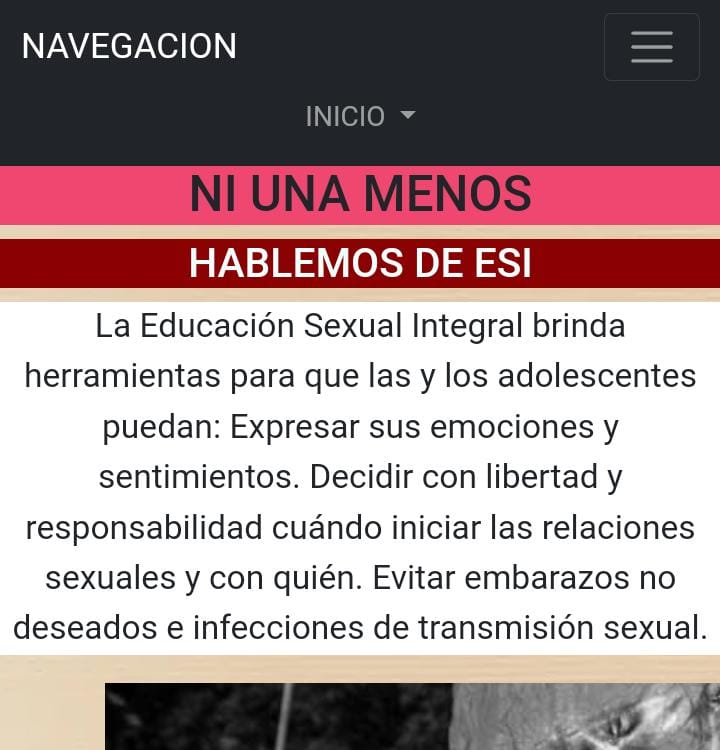 NAVEGACION
INICIO
NI UNA MENOS
HABLEMOS DE ESI
La Educación Sexual Integral brinda
herramientas para que las y los adolescentes
puedan: Expresar sus emociones y
sentimientos. Decidir con libertad y
responsabilidad cuándo iniciar las relaciones
sexuales y con quién. Evitar embarazos no
deseados e infecciones de transmisión sexual.